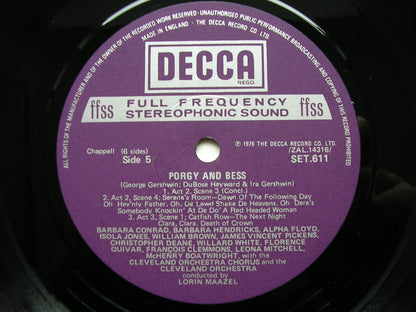 ALL RIGHTS OF THE MANUFACTURER AND OF THE OWNER OF THE RECORDED WORK RESERVED · UNAUTHORISED PUBLIC PERFORMANCE BROADCASTING AND COPYING OF THIS RECORD PROHIBITED
MADE IN ENGLAND · THE DECCA RECORD CO. LTD.
DECCA
REGD.
ffss FULL FREQUENCY ffss
STEREOPHONIC SOUND
℗ 1976 THE DECCA RECORD CO. LTD.
Chappell (6 sides) /ZAL.14316/
Side 5 SET.611
PORGY AND BESS
(George Gershwin; DuBose Heyward & Ira Gershwin)
1. Act 2, Scene 3 (Concl.)
2. Act 2, Scene 4; Serena's Room—Dawn Of The Following Day
Oh Hev'nly Father. Oh, De Lawd Shake De Heavens. Oh Dere's
Somebody Knockin' At De Do' A Red Headed Woman
3. Act 3, Scene 1; Catfish Row—The Next Night
Clara, Clara. Death of Crown
BARBARA CONRAD, BARBARA HENDRICKS, ALPHA FLOYD,
ISOLA JONES, WILLIAM BROWN, JAMES VINCENT PICKENS,
CHRISTOPHER DEANE, WILLARD WHITE, FLORENCE
QUIVAR, FRANÇOIS CLEMMONS, LEONA MITCHELL,
McHENRY BOATWRIGHT, with the
CLEVELAND ORCHESTRA CHORUS and the
CLEVELAND ORCHESTRA
conducted by
LORIN MAAZEL